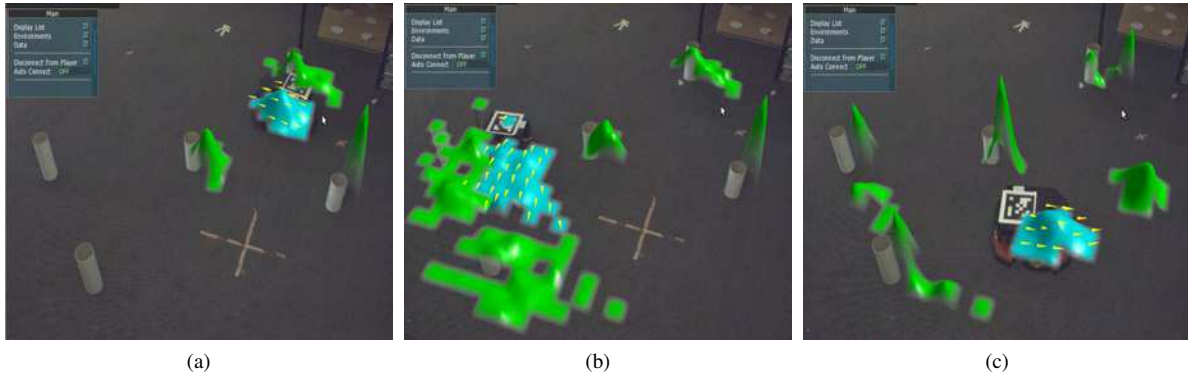 Main
Display List
Environments
Data
Disconnect from Player
Auto Connect : OFF
Main
Display List
Environments
Data
Disconnect from Player
Auto Connect : OFF
Main
Display List
Environments
Data
Disconnect from Player
Auto Connect : OFF
(a)
(b)
(c)